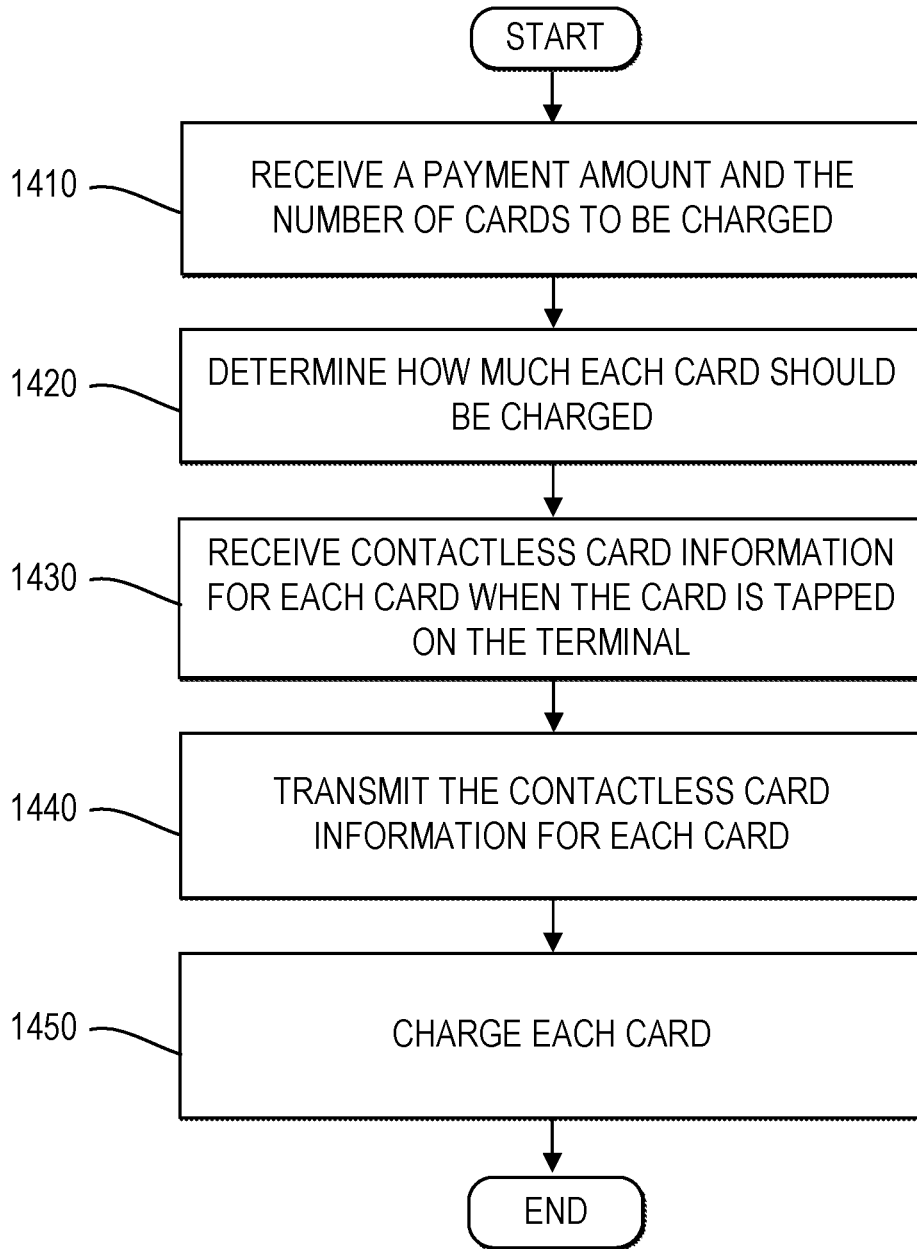 START
1410
RECEIVE A PAYMENT AMOUNT AND THE
NUMBER OF CARDS TO BE CHARGED
1420
DETERMINE HOW MUCH EACH CARD SHOULD
BE CHARGED
1430
RECEIVE CONTACTLESS CARD INFORMATION
FOR EACH CARD WHEN THE CARD IS TAPPED
ON THE TERMINAL
1440
TRANSMIT THE CONTACTLESS CARD
INFORMATION FOR EACH CARD
1450
CHARGE EACH CARD
END